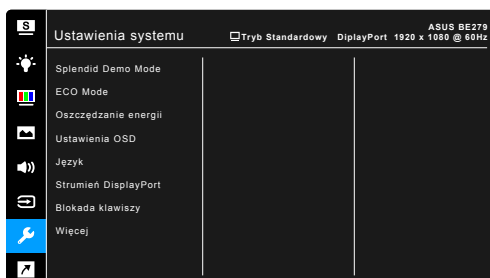 S
ASUS BE279
Ustawienia systemu
Tryb Standardowy DiplayPort 1920 x 1080 @ 60Hz
Splendid Demo Mode
ECO Mode
Oszczędzanie energii
Ustawienia OSD
Język
Strumień DisplayPort
Blokada klawiszy
Więcej